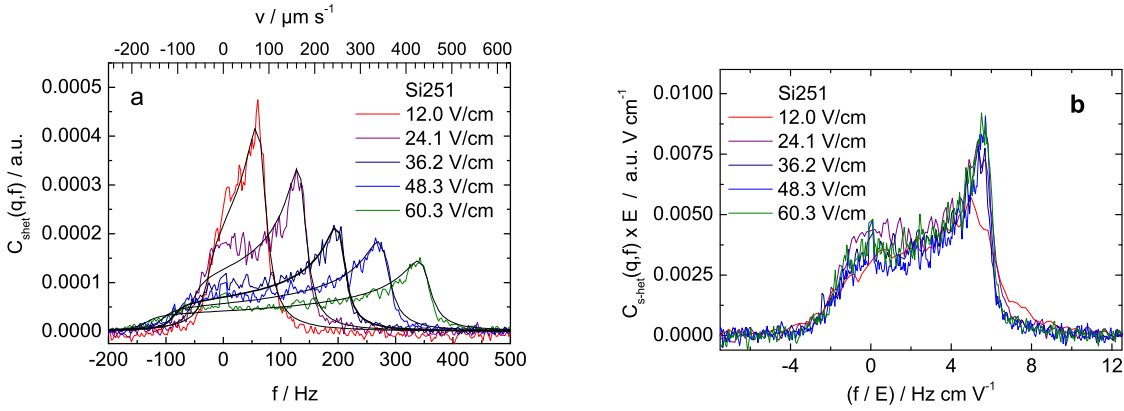 v / µm s⁻¹
-200 -100 0 100 200 300 400 500 600
a
Si251
12.0 V/cm
24.1 V/cm
36.2 V/cm
48.3 V/cm
60.3 V/cm
C_shet(q,f) / a.u.
0.0005
0.0004
0.0003
0.0002
0.0001
0.0000
-200 -100 0 100 200 300 400 500
f / Hz
b
Si251
12.0 V/cm
24.1 V/cm
36.2 V/cm
48.3 V/cm
60.3 V/cm
C_s-het(q,f) x E / a.u. V cm⁻¹
0.0100
0.0075
0.0050
0.0025
0.0000
-4 0 4 8 12
(f / E) / Hz cm V⁻¹